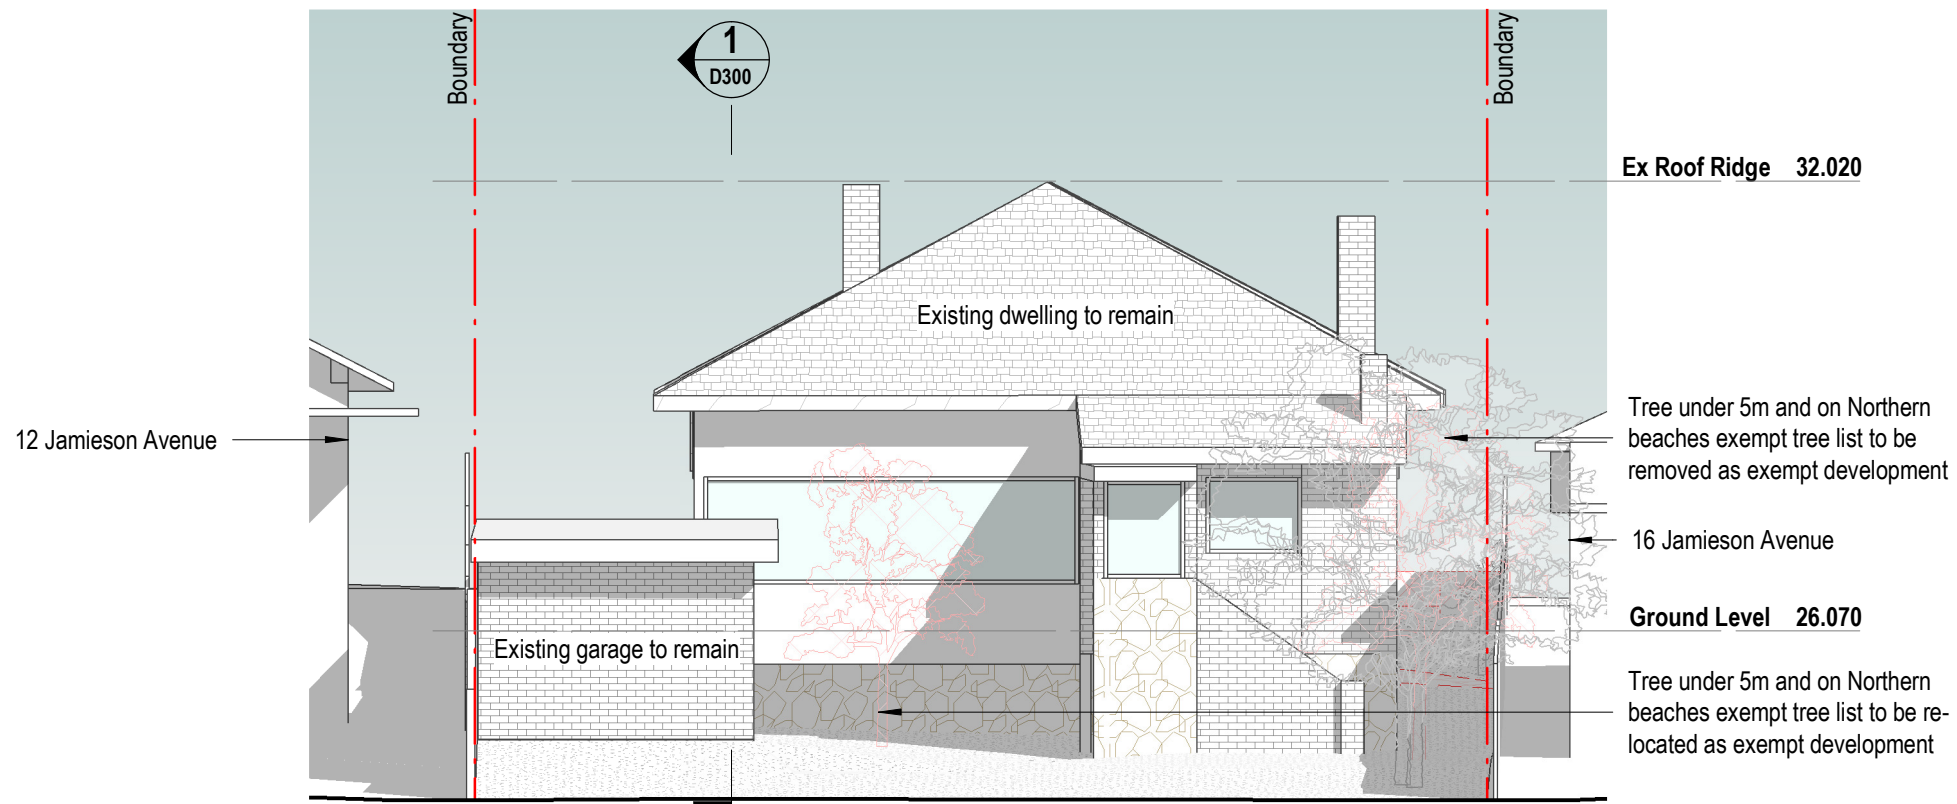 Boundary
1
D300
Boundary
Ex Roof Ridge 32.020
Existing dwelling to remain
12 Jamieson Avenue
Tree under 5m and on Northern
beaches exempt tree list to be
removed as exempt development
16 Jamieson Avenue
Ground Level 26.070
Existing garage to remain
Tree under 5m and on Northern
beaches exempt tree list to be re-
located as exempt development